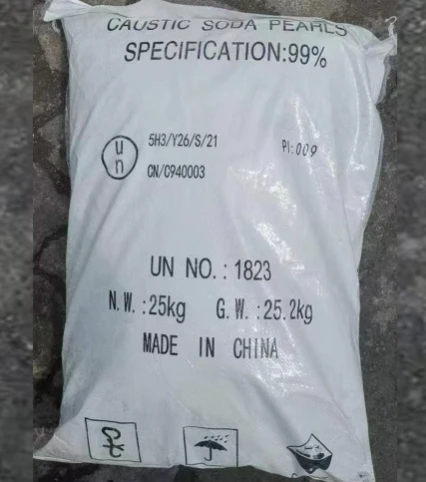 CAUSTIC SODA PEARLS
SPECIFICATION:99%
un
5H3/Y26/S/21
PI:009
CN/C940003
UN NO.:1823
N.W.:25kg G.W.:25.2kg
MADE IN CHINA